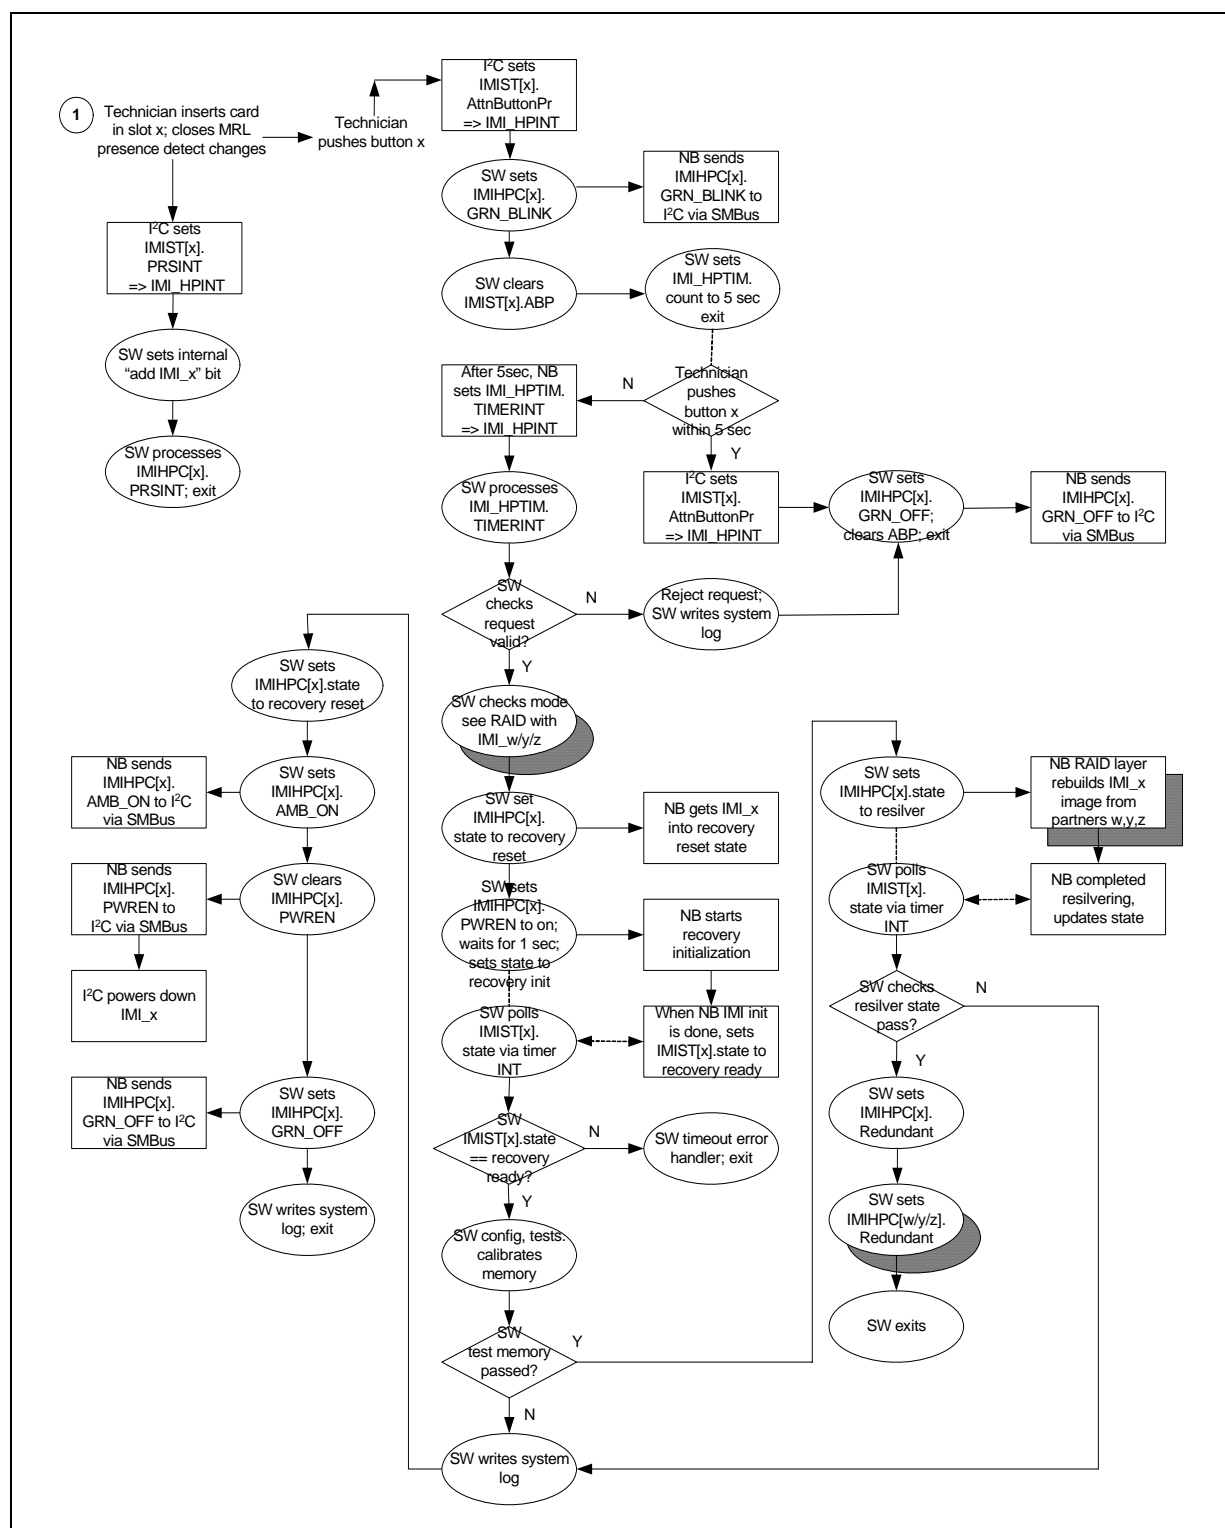 1
Technician inserts card
in slot x; closes MRL
presence detect changes
Technician
pushes button x
I²C sets
IMIST[x].
AttnButtonPr
=> IMI_HPINT
SW sets
IMIHPC[x].
GRN_BLINK
NB sends
IMIHPC[x].
GRN_BLINK to
I²C via SMBus
I²C sets
IMIST[x].
PRSINT
=> IMI_HPINT
SW sets internal
“add IMI_x” bit
SW processes
IMIHPC[x].
PRSINT; exit
SW clears
IMIST[x].ABP
SW sets
IMI_HPTIM.
count to 5 sec
exit
Technician
pushes
button x
within 5 sec
N
Y
After 5sec, NB
sets IMI_HPTIM.
TIMERINT
=> IMI_HPINT
SW processes
IMI_HPTIM.
TIMERINT
I²C sets
IMIST[x].
AttnButtonPr
=> IMI_HPINT
SW sets
IMIHPC[x].
GRN_OFF;
clears ABP; exit
NB sends
IMIHPC[x].
GRN_OFF to I²C
via SMBus
SW
checks
request
valid?
N
Y
Reject request;
SW writes system
log
SW checks mode
see RAID with
IMI_w/y/z
SW set
IMIHPC[x].
state to recovery
reset
NB gets IMI_x
into recovery
reset state
SW sets
IMIHPC[x].
PWREN to on;
waits for 1 sec;
sets state to
recovery init
NB starts
recovery
initialization
SW polls
IMIST[x].
state via timer
INT
When NB IMI init
is done, sets
IMIST[x].state to
recovery ready
SW
IMIST[x].state
== recovery
ready?
N
Y
SW timeout error
handler; exit
SW config, tests.
calibrates
memory
SW
test memory
passed?
Y
N
SW writes system
log
SW sets
IMIHPC[x].state
to recovery reset
SW sets
IMIHPC[x].
AMB_ON
NB sends
IMIHPC[x].
AMB_ON to I²C
via SMBus
SW clears
IMIHPC[x].
PWREN
NB sends
IMIHPC[x].
PWREN to
I²C via SMBus
I²C powers down
IMI_x
SW sets
IMIHPC[x].
GRN_OFF
NB sends
IMIHPC[x].
GRN_OFF to I²C
via SMBus
SW writes system
log; exit
SW sets
IMIHPC[x].state
to resilver
NB RAID layer
rebuilds IMI_x
image from
partners w,y,z
SW polls
IMIST[x].
state via timer
INT
NB completed
resilvering,
updates state
SW checks
resilver state
pass?
N
Y
SW sets
IMIHPC[x].
Redundant
SW sets
IMIHPC[w/y/z].
Redundant
SW exits